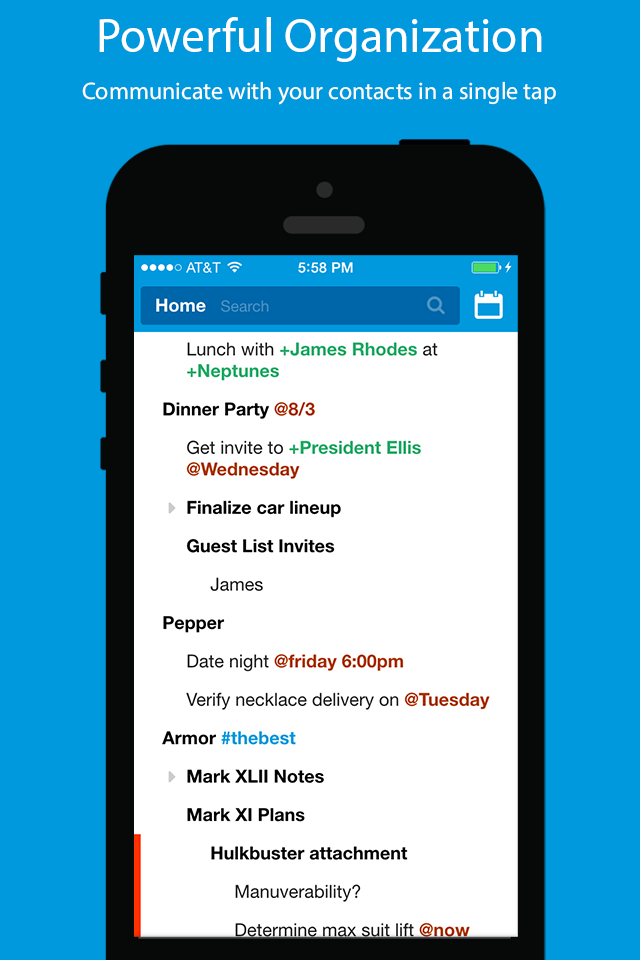 Powerful Organization
Communicate with your contacts in a single tap
AT&T 5:58 PM
Home Search
Lunch with +James Rhodes at
+Neptunes
Dinner Party @8/3
Get invite to +President Ellis
@Wednesday
Finalize car lineup
Guest List Invites
James
Pepper
Date night @friday 6:00pm
Verify necklace delivery on @Tuesday
Armor #thebest
Mark XLII Notes
Mark XI Plans
Hulkbuster attachment
Manuverability?
Determine max suit lift @now